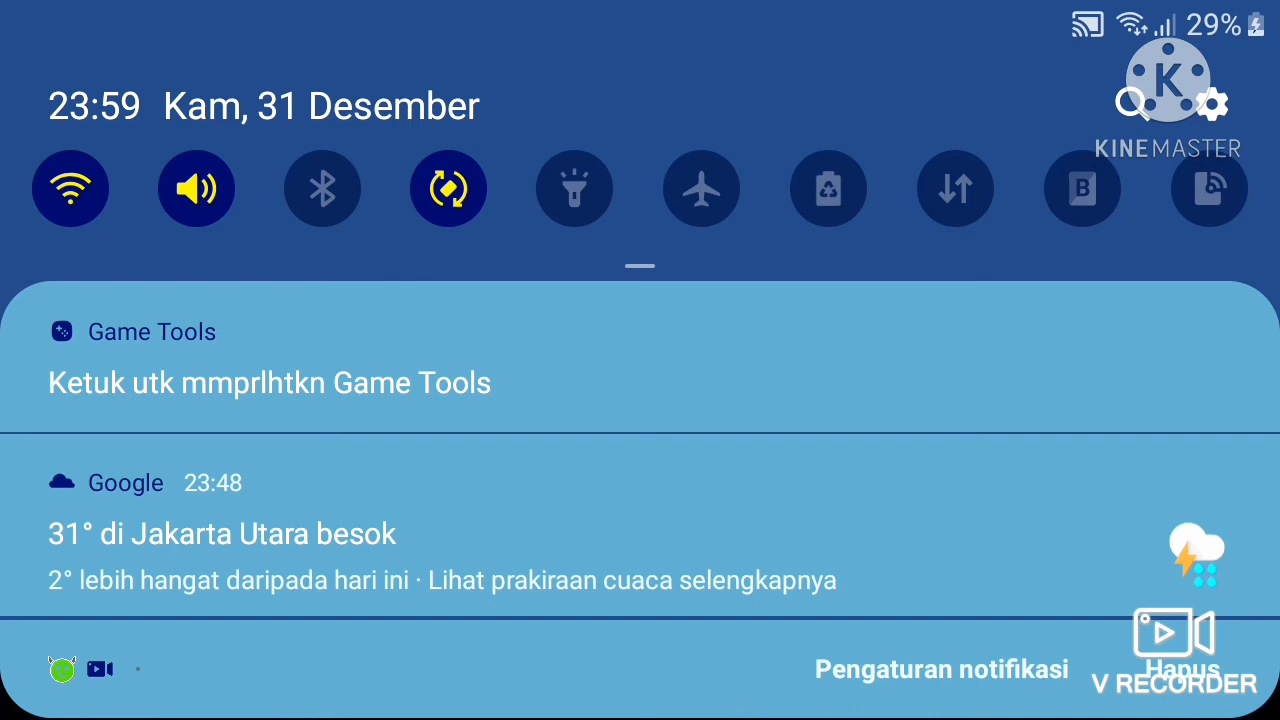 29%
23:59 Kam, 31 Desember
K
KINEMASTER
B
Game Tools
Ketuk utk mmprlhtkn Game Tools
Google 23:48
31° di Jakarta Utara besok
2° lebih hangat daripada hari ini · Lihat prakiraan cuaca selengkapnya
Pengaturan notifikasi Hapus
V RECORDER